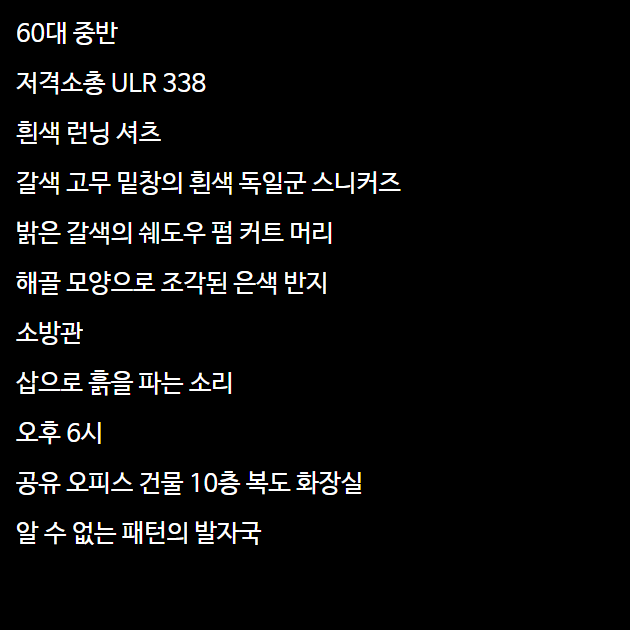 60대 중반
저격소총 ULR 338
흰색 런닝 셔츠
갈색 고무 밑창의 흰색 독일군 스니커즈
밝은 갈색의 쉐도우 펌 커트 머리
해골 모양으로 조각된 은색 반지
소방관
삽으로 흙을 파는 소리
오후 6시
공유 오피스 건물 10층 복도 화장실
알 수 없는 패턴의 발자국